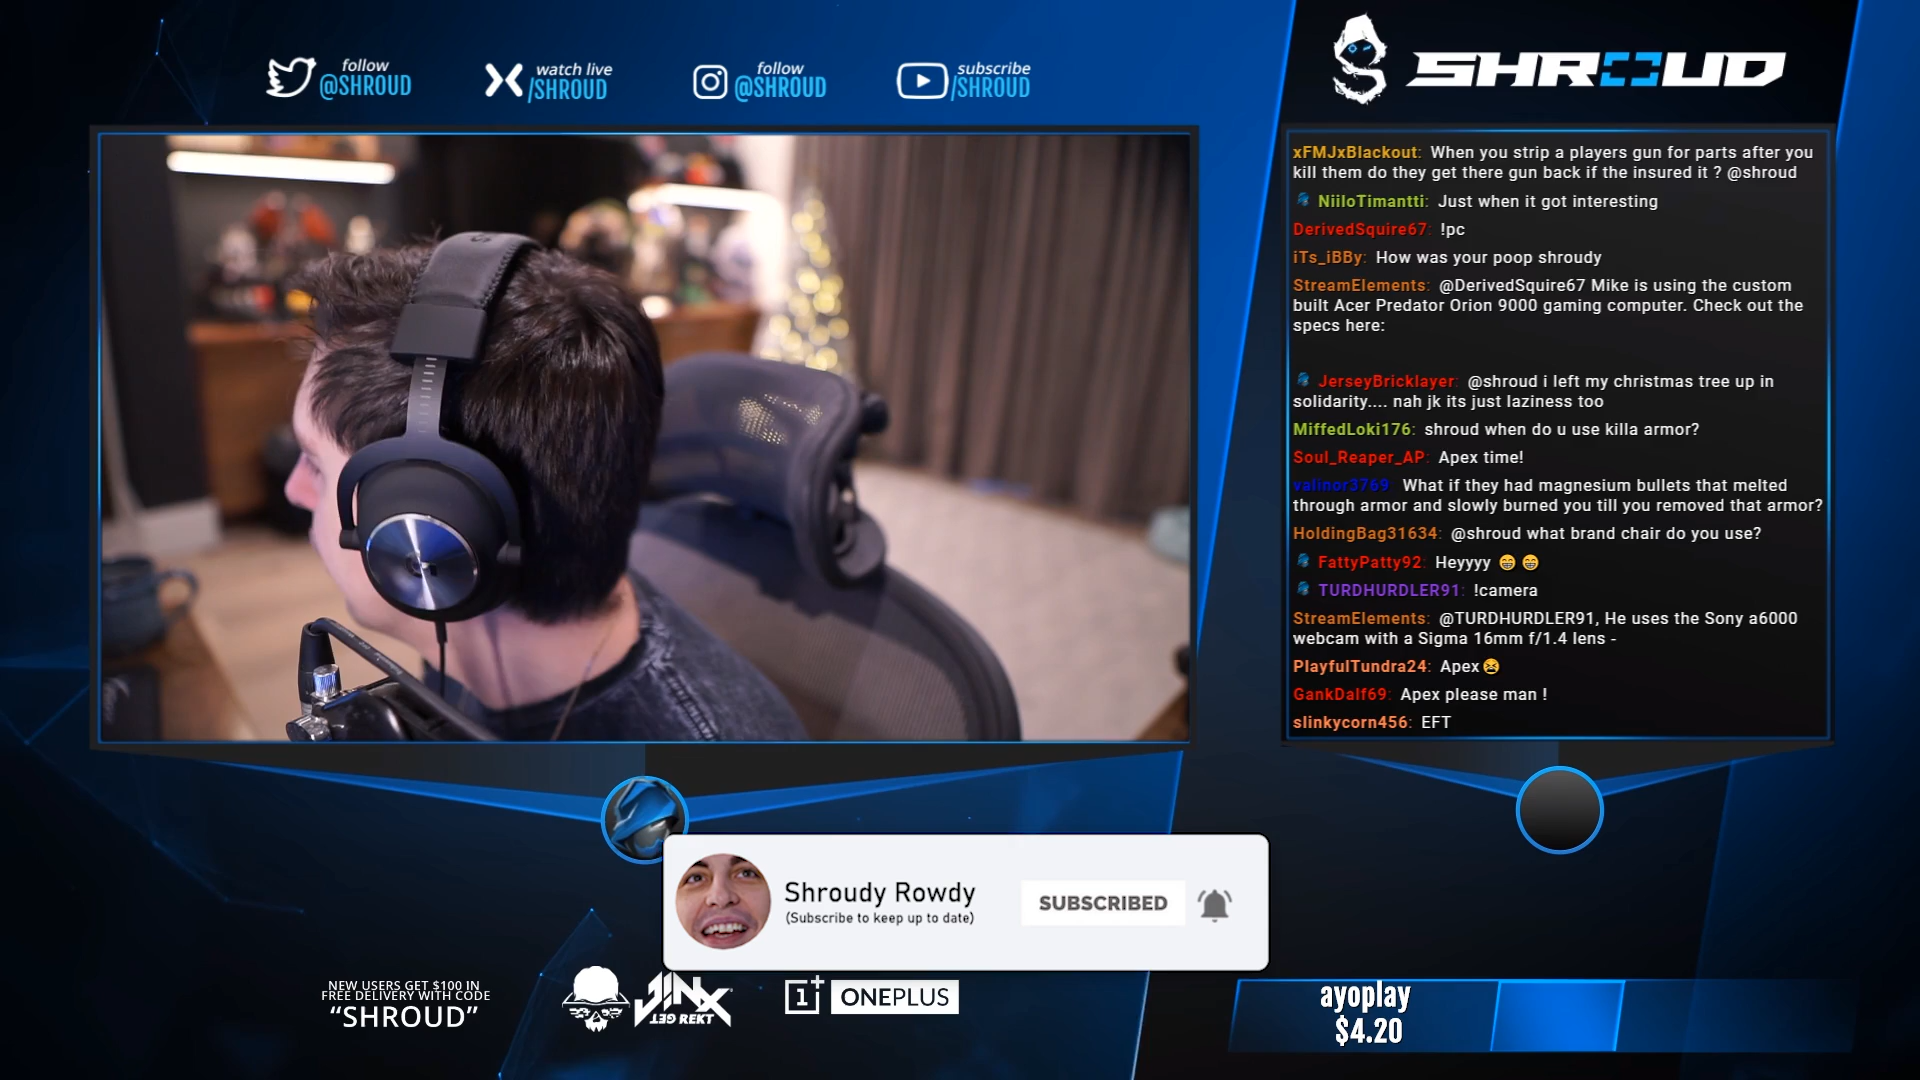 follow
@SHROUD
watch live
/SHROUD
follow
@SHROUD
subscribe
/SHROUD
SHROUD
xFMJxBlackout: When you strip a players gun for parts after you
kill them do they get there gun back if the insured it ? @shroud
NiiloTimantti: Just when it got interesting
DerivedSquire67: !pc
iTs_iBBy: How was your poop shroudy
StreamElements: @DerivedSquire67 Mike is using the custom
built Acer Predator Orion 9000 gaming computer. Check out the
specs here:
JerseyBricklayer: @shroud i left my christmas tree up in
solidarity.... nah jk its just laziness too
MiffedLoki176: shroud when do u use killa armor?
Soul_Reaper_AP: Apex time!
valinor3769: What if they had magnesium bullets that melted
through armor and slowly burned you till you removed that armor?
HoldingBag31634: @shroud what brand chair do you use?
FattyPatty92: Heyyyy 😁 😁
TURDHURDLER91: !camera
StreamElements: @TURDHURDLER91, He uses the Sony a6000
webcam with a Sigma 16mm f/1.4 lens -
PlayfulTundra24: Apex😫
GankDalf69: Apex please man !
slinkycorn456: EFT
Shroudy Rowdy
(Subscribe to keep up to date)
SUBSCRIBED
NEW USERS GET $100 IN
FREE DELIVERY WITH CODE
“SHROUD”
JINX
GET REKT
1+
ONEPLUS
ayoplay
$4.20